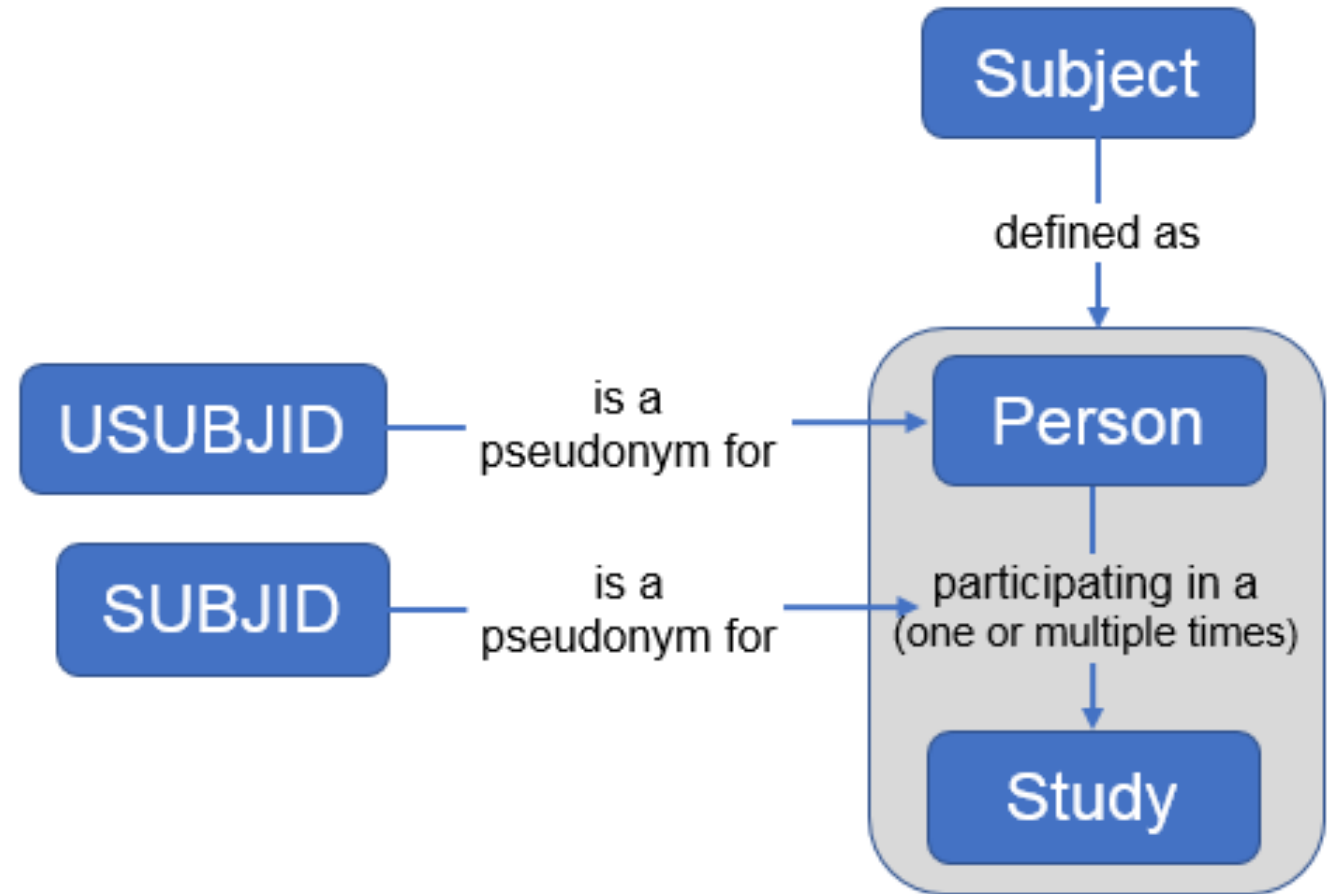 Subject
defined as
USUBJID
is a
pseudonym for
Person
SUBJID
is a
pseudonym for
participating in a
(one or multiple times)
Study